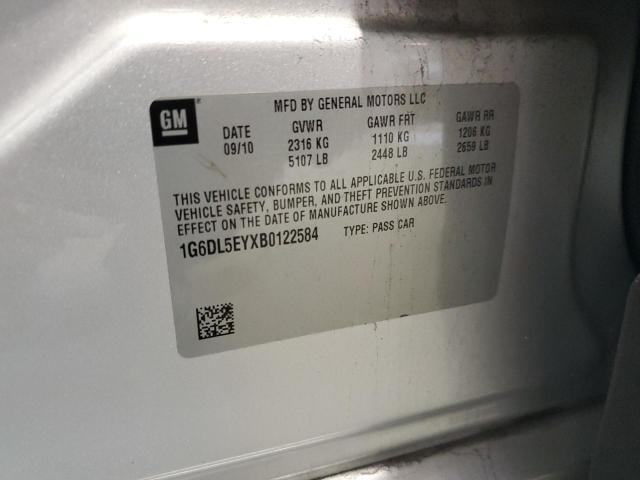 GM
MFD BY GENERAL MOTORS LLC
DATE GVWR GAWR FRT GAWR RR
09/10 2316 KG 1110 KG 1206 KG
5107 LB 2448 LB 2659 LB
THIS VEHICLE CONFORMS TO ALL APPLICABLE U.S. FEDERAL MOTOR
VEHICLE SAFETY, BUMPER, AND THEFT PREVENTION STANDARDS IN
EFFECT ON THE DATE OF MANUFACTURE SHOWN ABOVE.
1G6DL5EYXB0122584 TYPE: PASS CAR